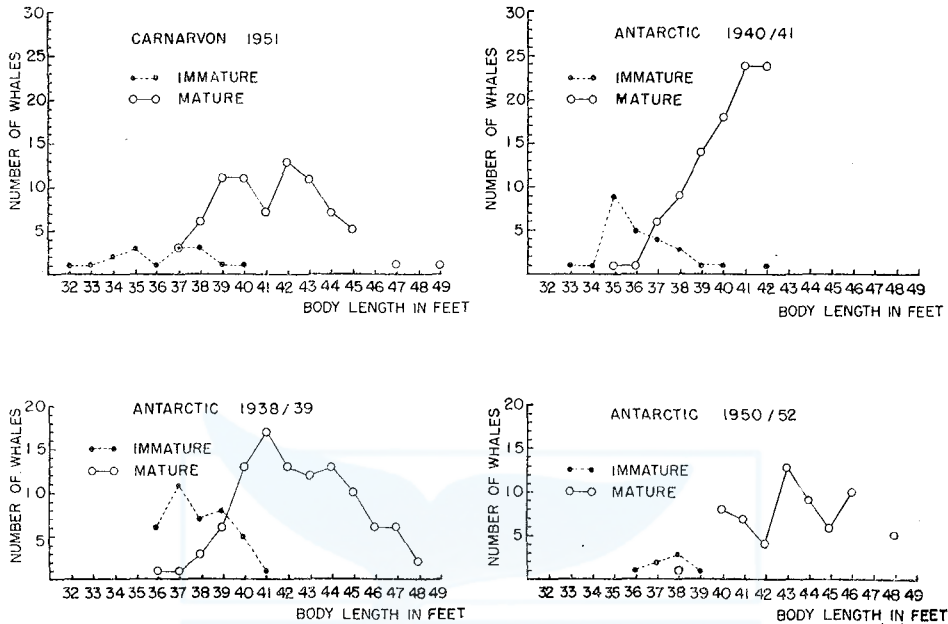 CARNARVON 1951
IMMATURE
MATURE
NUMBER OF WHALES
30
25
20
15
10
5
32 33 34 35 36 37 38 39 40 41 42 43 44 45 46 47 48 49
BODY LENGTH IN FEET
ANTARCTIC 1940/41
IMMATURE
MATURE
NUMBER OF WHALES
30
25
20
15
10
5
32 33 34 35 36 37 38 39 40 41 42 43 44 45 46 47 48 49
BODY LENGTH IN FEET
ANTARCTIC 1938/39
IMMATURE
MATURE
NUMBER OF WHALES
20
15
10
5
32 33 34 35 36 37 38 39 40 41 42 43 44 45 46 47 48 49
BODY LENGTH IN FEET
ANTARCTIC 1950/52
IMMATURE
MATURE
NUMBER OF WHALES
20
15
10
5
32 33 34 35 36 37 38 39 40 41 42 43 44 45 46 47 48 49
BODY LENGTH IN FEET